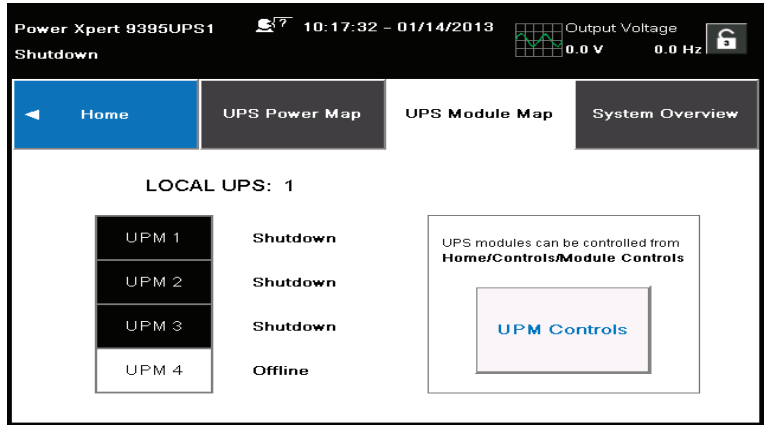 Power Xpert 9395UPS1 ? 10:17:32 - 01/14/2013 Output Voltage
Shutdown 0.0 V 0.0 Hz 3
Home UPS Power Map UPS Module Map System Overview
LOCAL UPS: 1
UPM 1 Shutdown
UPM 2 Shutdown
UPM 3 Shutdown
UPM 4 Offline
UPS modules can be controlled from
Home/Controls/Module Controls
UPM Controls